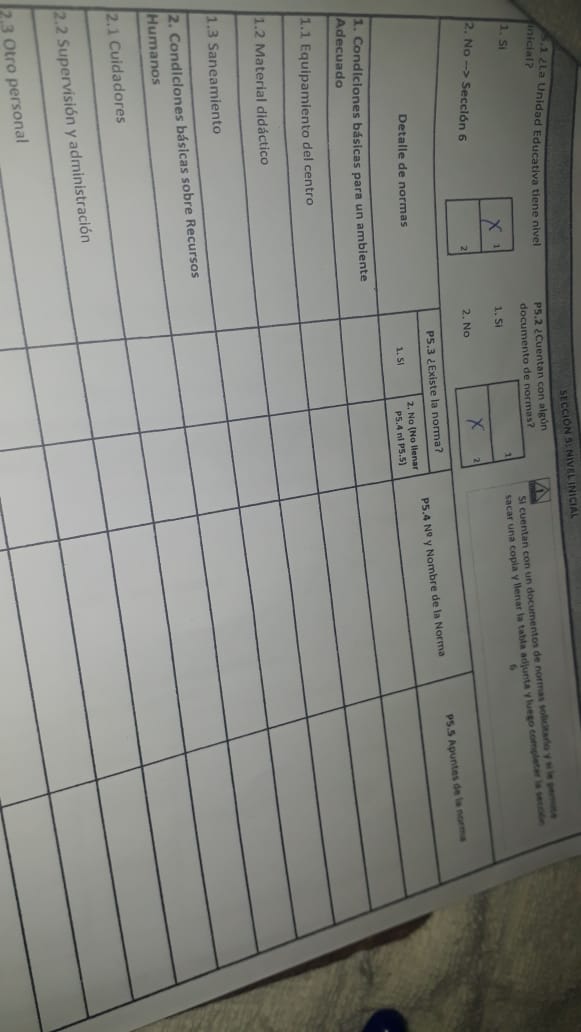 SECCIÓN 5: NIVEL INICIAL
5.1 ¿La Unidad Educativa tiene nivel
inicial?
1. Si
1
X
2. No --> Sección 6
2
P5.2 ¿Cuentan con algún
documento de normas?
1. Si
1
2. No
X
2
Si cuentan con un documentos de normas solicitarlo y si le permite
sacar una copia y llenar la tabla adjunta y luego completar la sección
6
Detalle de normas
P5.3 ¿Existe la norma?
1. Si
2. No (No llenar
P5.4 ni P5.5)
P5.4 Nº y Nombre de la Norma
P5.5 Apuntes de la norma
1. Condiciones básicas para un ambiente
Adecuado
1.1 Equipamiento del centro
1.2 Material didáctico
1.3 Saneamiento
2. Condiciones básicas sobre Recursos
Humanos
2.1 Cuidadores
2.2 Supervisión y administración
2.3 Otro personal